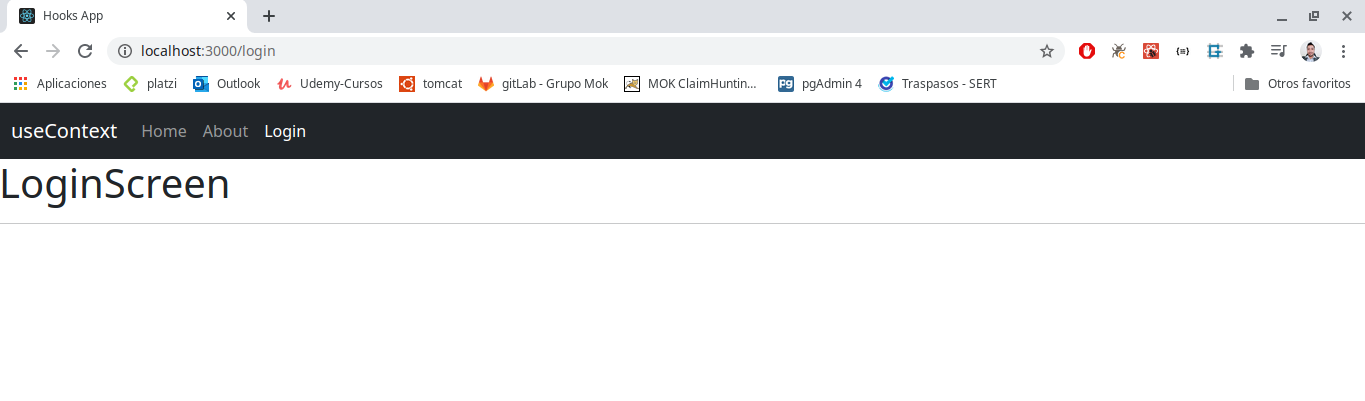 Hooks App
localhost:3000/login
Aplicaciones platzi Outlook Udemy-Cursos tomcat gitLab - Grupo Mok MOK ClaimHuntin... pgAdmin 4 Traspasos - SERT Otros favoritos
useContext Home About Login
LoginScreen